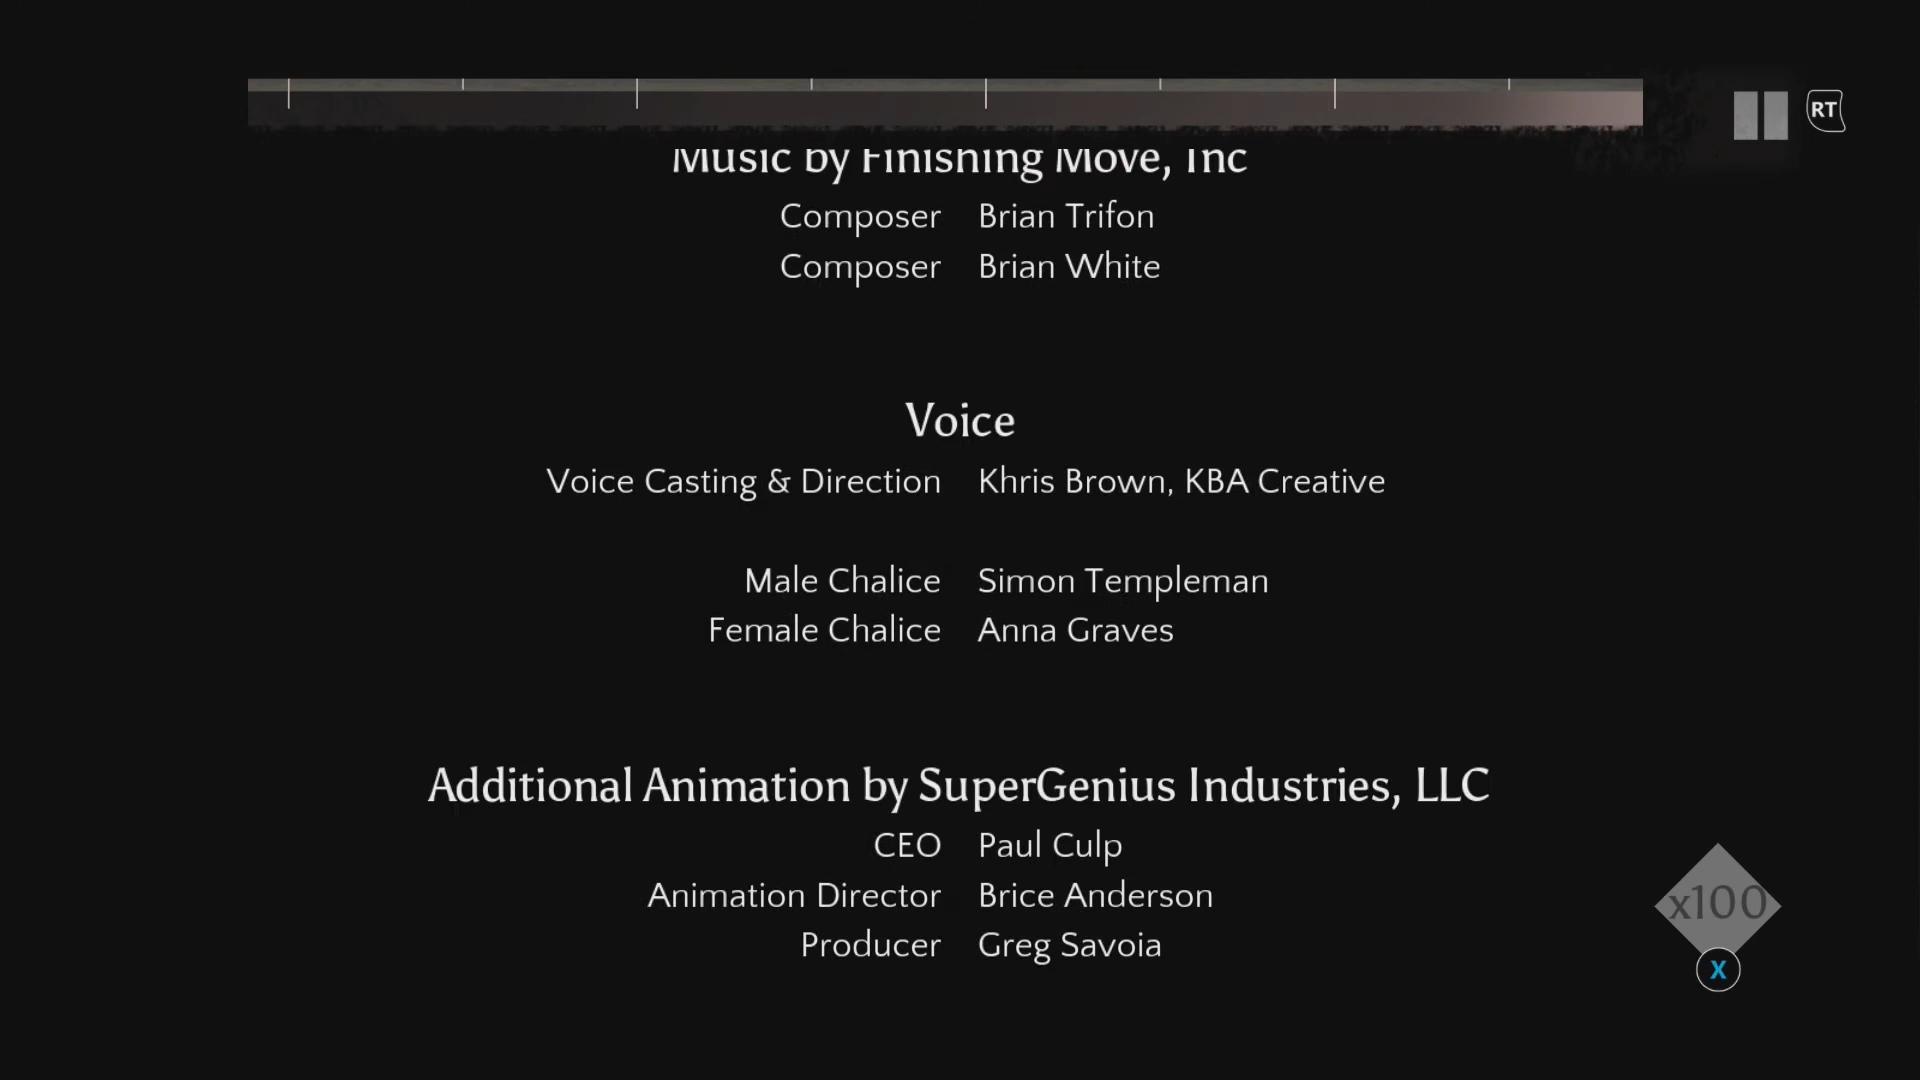 RT
Music by Finishing Move, Inc
Composer Brian Trifon
Composer Brian White
Voice
Voice Casting & Direction Khris Brown, KBA Creative
Male Chalice Simon Templeman
Female Chalice Anna Graves
Additional Animation by SuperGenius Industries, LLC
CEO Paul Culp
Animation Director Brice Anderson
Producer Greg Savoia
x100
X